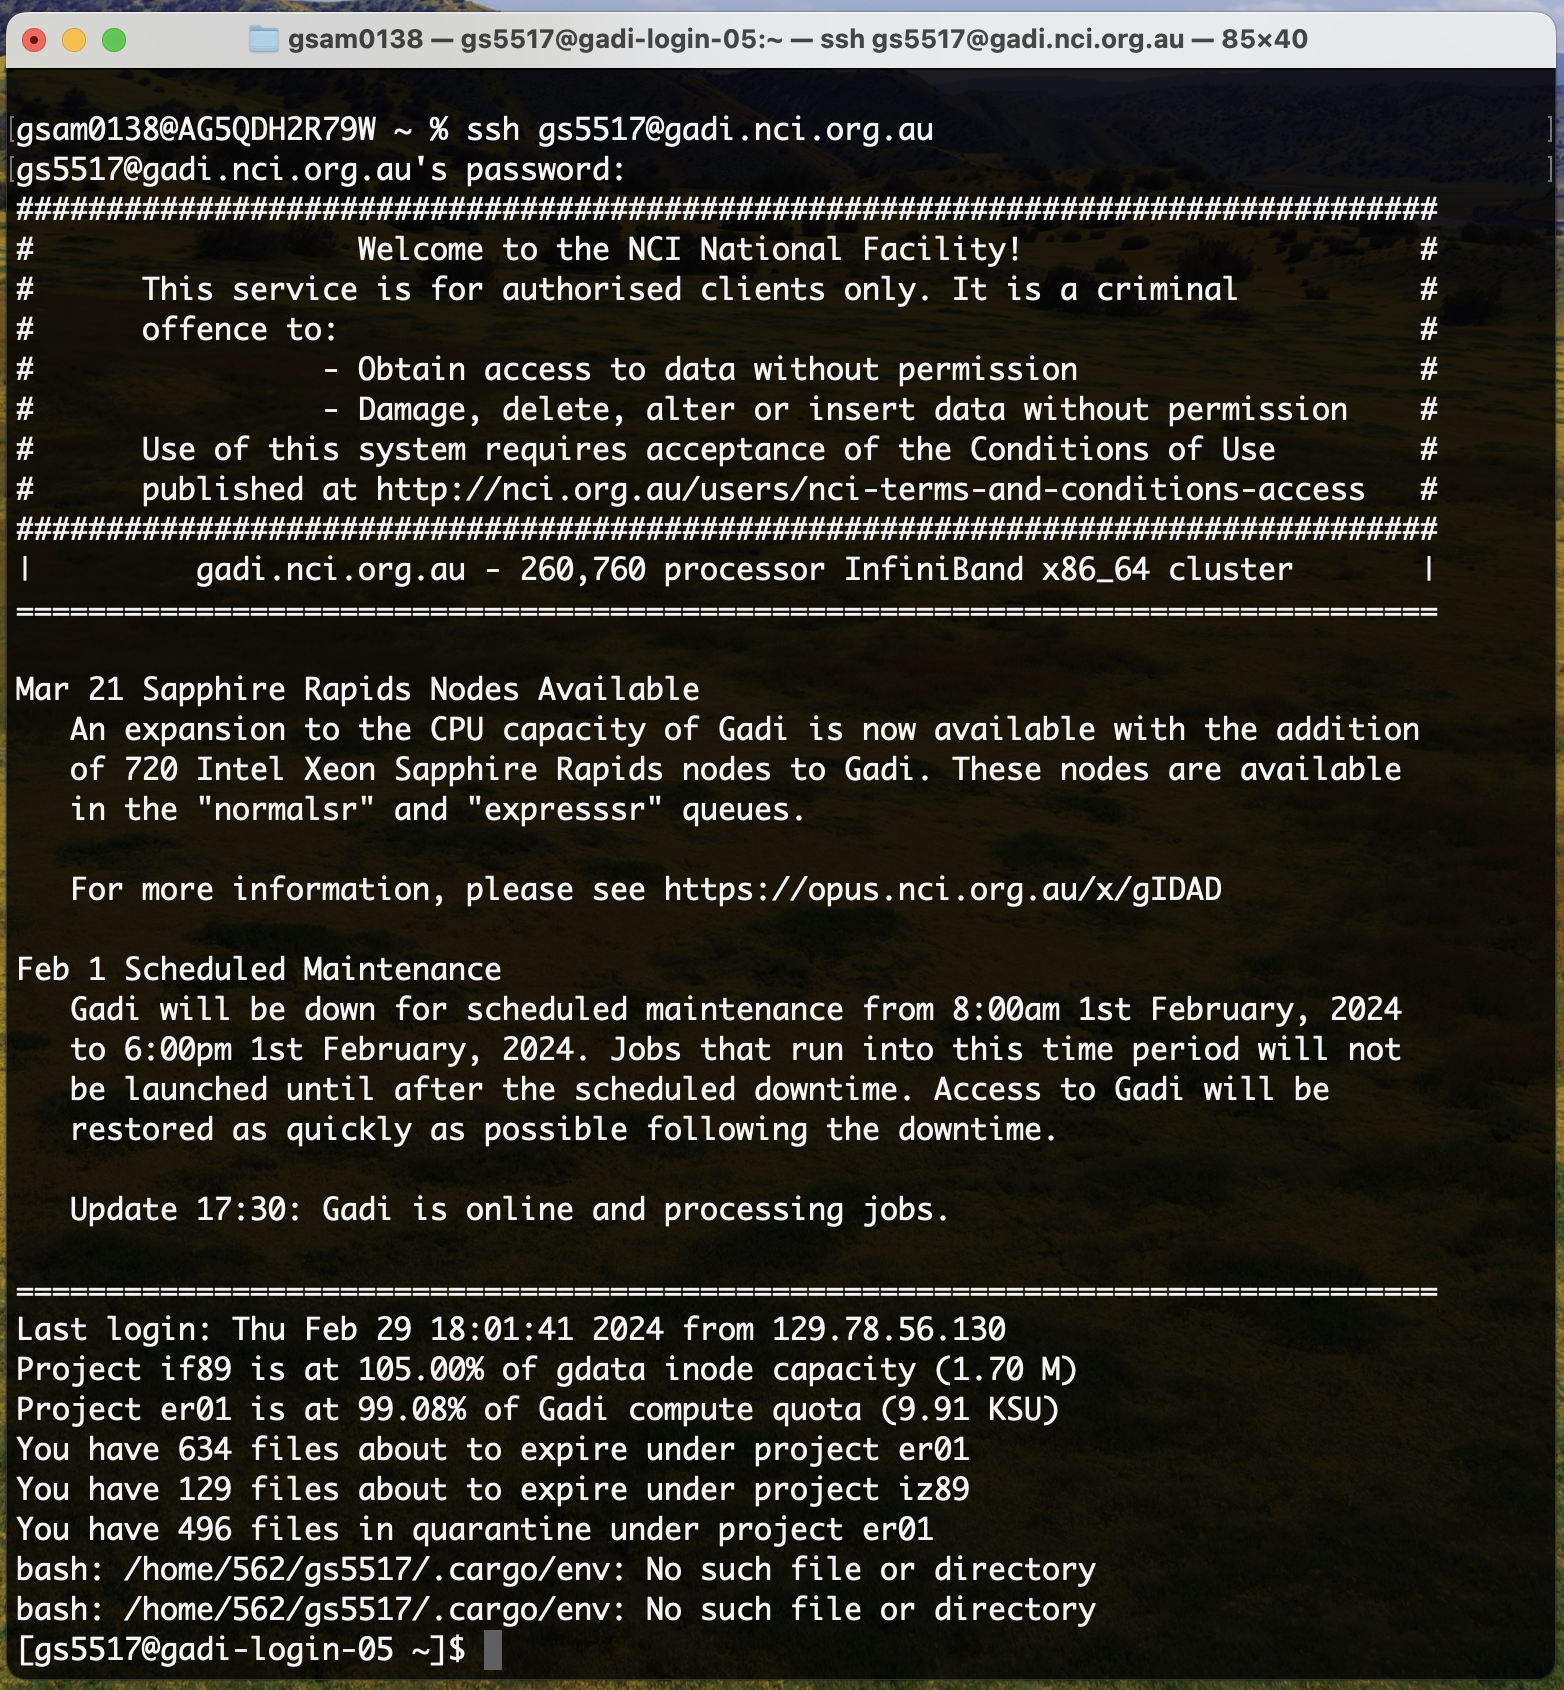 gsam0138 — gs5517@gadi-login-05:~ — ssh gs5517@gadi.nci.org.au — 85×40
[gsam0138@AG5QDH2R79W ~ % ssh gs5517@gadi.nci.org.au ]
[gs5517@gadi.nci.org.au's password: ]
###############################################################################
# Welcome to the NCI National Facility! #
# This service is for authorised clients only. It is a criminal #
# offence to: #
# - Obtain access to data without permission #
# - Damage, delete, alter or insert data without permission #
# Use of this system requires acceptance of the Conditions of Use #
# published at http://nci.org.au/users/nci-terms-and-conditions-access #
###############################################################################
| gadi.nci.org.au - 260,760 processor InfiniBand x86_64 cluster |
===============================================================================
Mar 21 Sapphire Rapids Nodes Available
An expansion to the CPU capacity of Gadi is now available with the addition
of 720 Intel Xeon Sapphire Rapids nodes to Gadi. These nodes are available
in the "normalsr" and "expresssr" queues.
For more information, please see https://opus.nci.org.au/x/gIDAD
Feb 1 Scheduled Maintenance
Gadi will be down for scheduled maintenance from 8:00am 1st February, 2024
to 6:00pm 1st February, 2024. Jobs that run into this time period will not
be launched until after the scheduled downtime. Access to Gadi will be
restored as quickly as possible following the downtime.
Update 17:30: Gadi is online and processing jobs.
===============================================================================
Last login: Thu Feb 29 18:01:41 2024 from 129.78.56.130
Project if89 is at 105.00% of gdata inode capacity (1.70 M)
Project er01 is at 99.08% of Gadi compute quota (9.91 KSU)
You have 634 files about to expire under project er01
You have 129 files about to expire under project iz89
You have 496 files in quarantine under project er01
bash: /home/562/gs5517/.cargo/env: No such file or directory
bash: /home/562/gs5517/.cargo/env: No such file or directory
[gs5517@gadi-login-05 ~]$